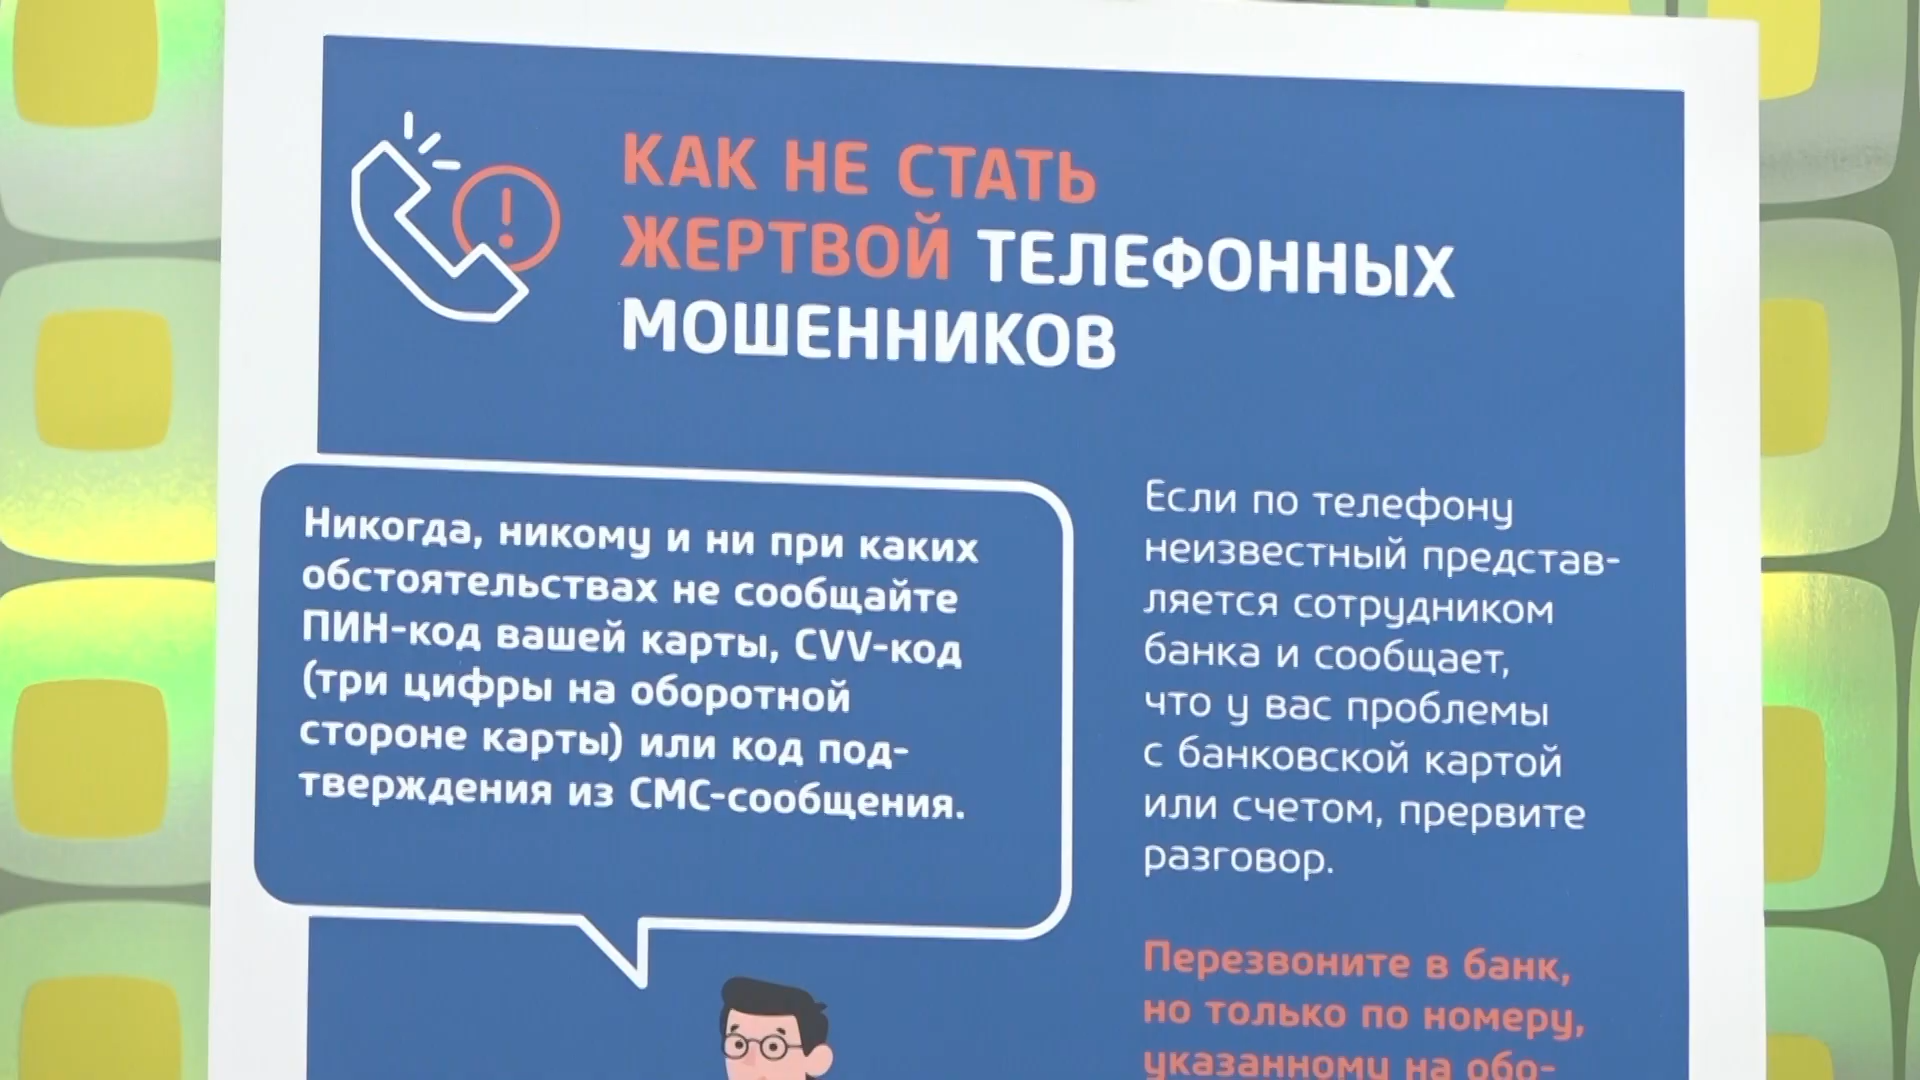 КАК НЕ СТАТЬ
ЖЕРТВОЙ ТЕЛЕФОННЫХ
МОШЕННИКОВ
Никогда, никому и ни при каких
обстоятельствах не сообщайте
ПИН-код вашей карты, CVV-код
(три цифры на оборотной
стороне карты) или код под-
тверждения из СМС-сообщения.
Если по телефону
неизвестный представ-
ляется сотрудником
банка и сообщает,
что у вас проблемы
с банковской картой
или счетом, прервите
разговор.
Перезвоните в банк,
но только по номеру,
указанному на обо-